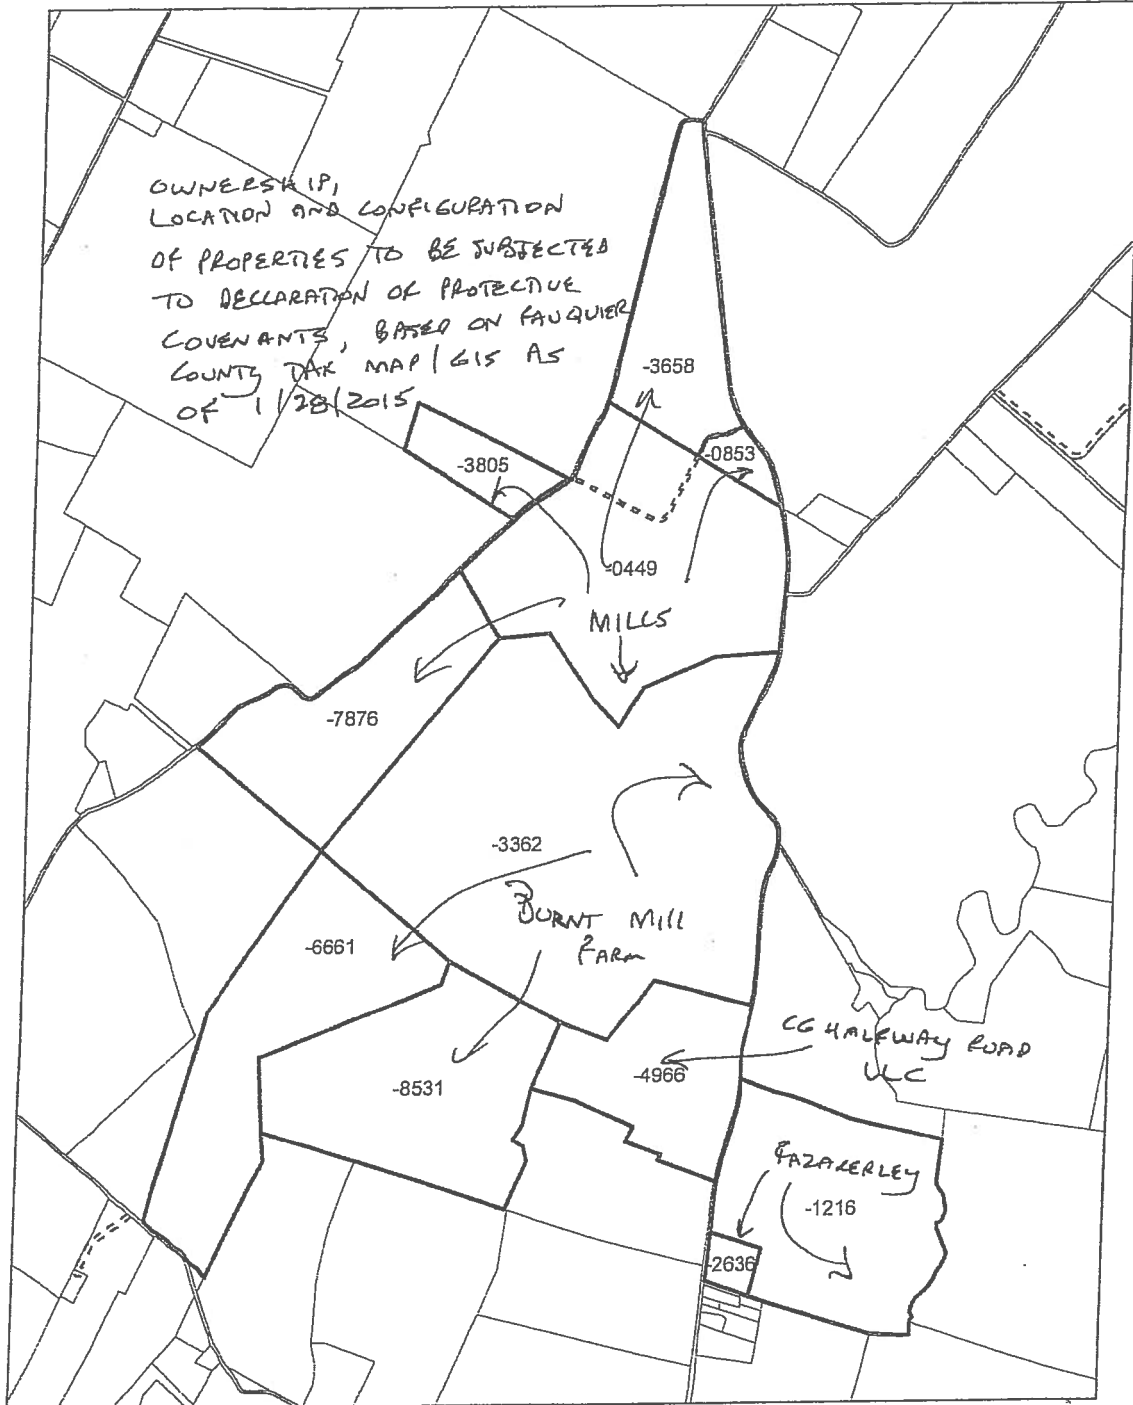 OWNERSHIP,
LOCATION AND CONFIGURATION
OF PROPERTIES TO BE SUBJECTED
TO DECLARATION OF PROTECTIVE
COVENANTS, BASED ON FAUQUIER
COUNTY TAX MAP/GIS AS
OF 1/28/2015
-3658
-0853
-3805
-0449
MILLS
-7876
-3362
BURNT MILL
FARM
-6661
CG HALFWAY ROAD
LLC
-4966
-8531
FAZAKERLEY
-1216
-2636